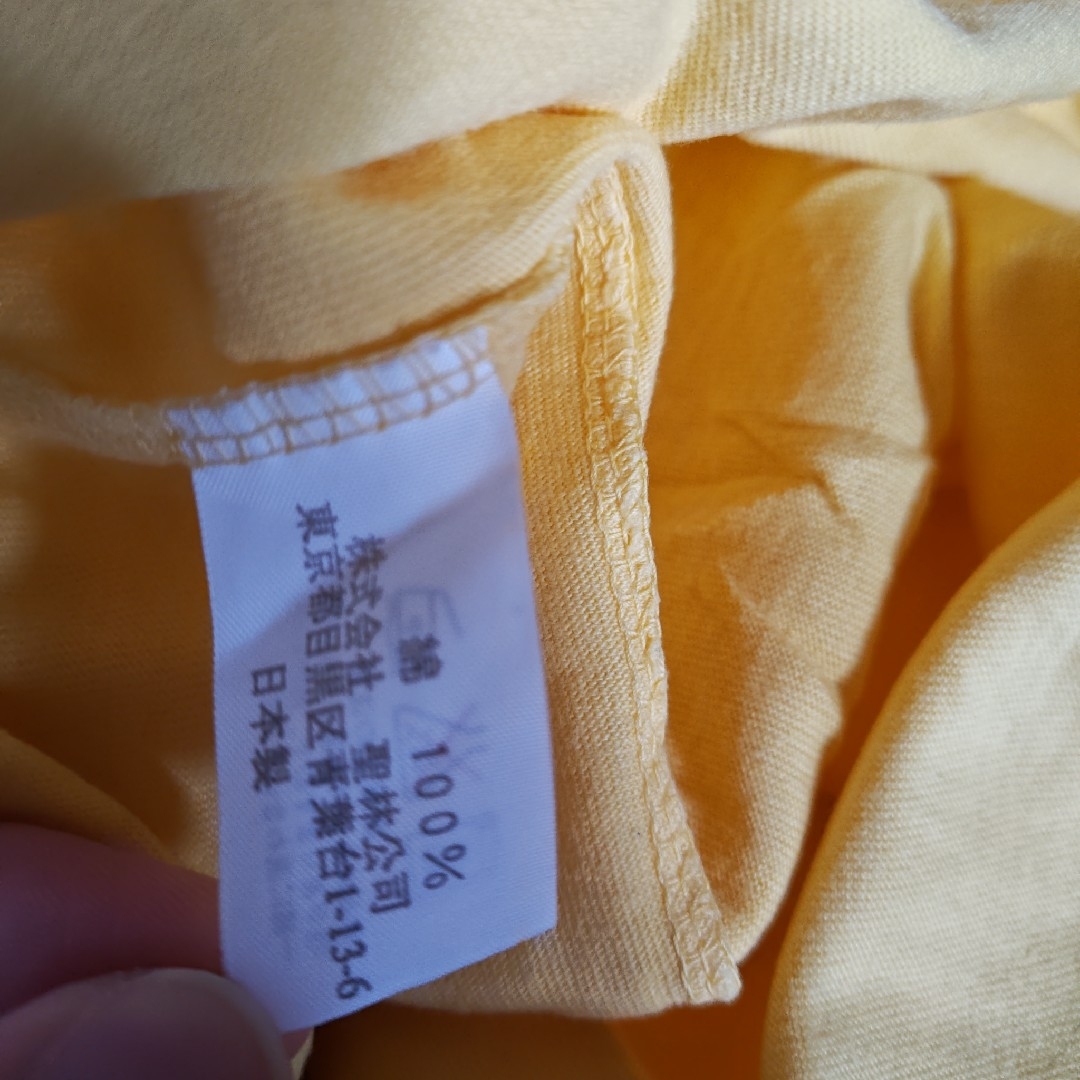 綿 100%
株式会社 聖林公司
東京都目黒区青葉台1-13-6
日本製